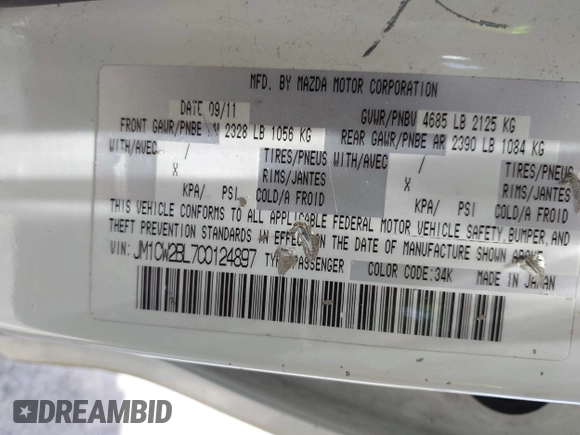 MFD. BY MAZDA MOTOR CORPORATION
DATE 09/11 GVWR/PNBV 4685 LB 2125 KG
FRONT GAWR/PNBE 2328 LB 1056 KG REAR GAWR/PNBE AR 2390 LB 1084 KG
WITH/AVEC / TIRES/PNEUS WITH/AVEC / TIRES/PNEUS
X RIMS/JANTES X RIMS/JANTES
KPA/ PSI COLD/A FROID KPA/ PSI COLD/A FROID
THIS VEHICLE CONFORMS TO ALL APPLICABLE FEDERAL MOTOR VEHICLE SAFETY, BUMPER, AND
THEFT PREVENTION STANDARDS IN EFFECT ON THE DATE OF MANUFACTURE SHOWN
VIN: JM1CW2BL7C0124897 PASSENGER COLOR CODE: 34K MADE IN JAPAN
DREAMBID